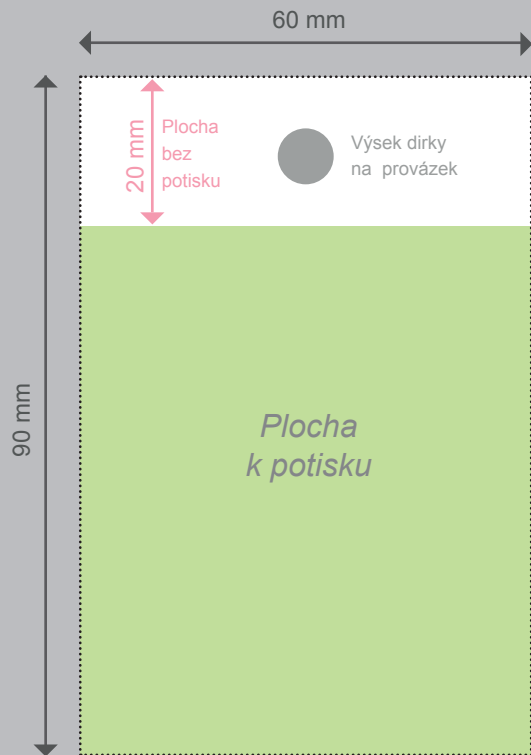 60 mm
20 mm
Plocha
bez
potisku
Výsek dirky
na provázek
90 mm
Plocha
k potisku